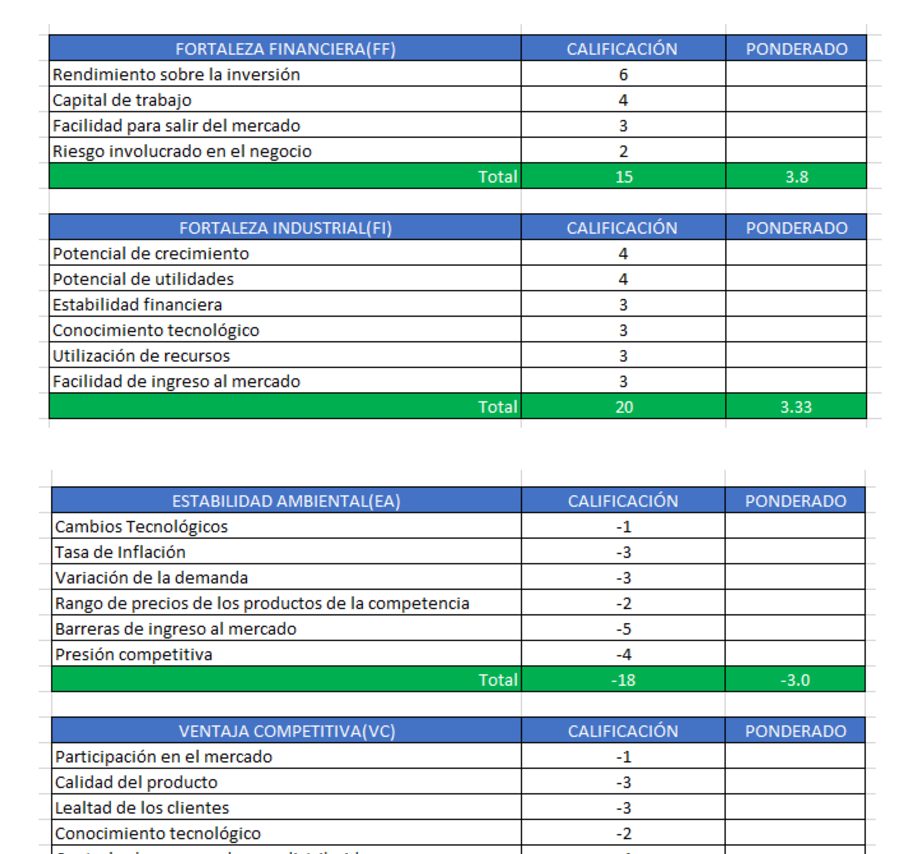 FORTALEZA FINANCIERA(FF) CALIFICACIÓN PONDERADO
Rendimiento sobre la inversión 6
Capital de trabajo 4
Facilidad para salir del mercado 3
Riesgo involucrado en el negocio 2
Total 15 3.8
FORTALEZA INDUSTRIAL(FI) CALIFICACIÓN PONDERADO
Potencial de crecimiento 4
Potencial de utilidades 4
Estabilidad financiera 3
Conocimiento tecnológico 3
Utilización de recursos 3
Facilidad de ingreso al mercado 3
Total 20 3.33
ESTABILIDAD AMBIENTAL(EA) CALIFICACIÓN PONDERADO
Cambios Tecnológicos -1
Tasa de Inflación -3
Variación de la demanda -3
Rango de precios de los productos de la competencia -2
Barreras de ingreso al mercado -5
Presión competitiva -4
Total -18 -3.0
VENTAJA COMPETITIVA(VC) CALIFICACIÓN PONDERADO
Participación en el mercado -1
Calidad del producto -3
Lealtad de los clientes -3
Conocimiento tecnológico -2